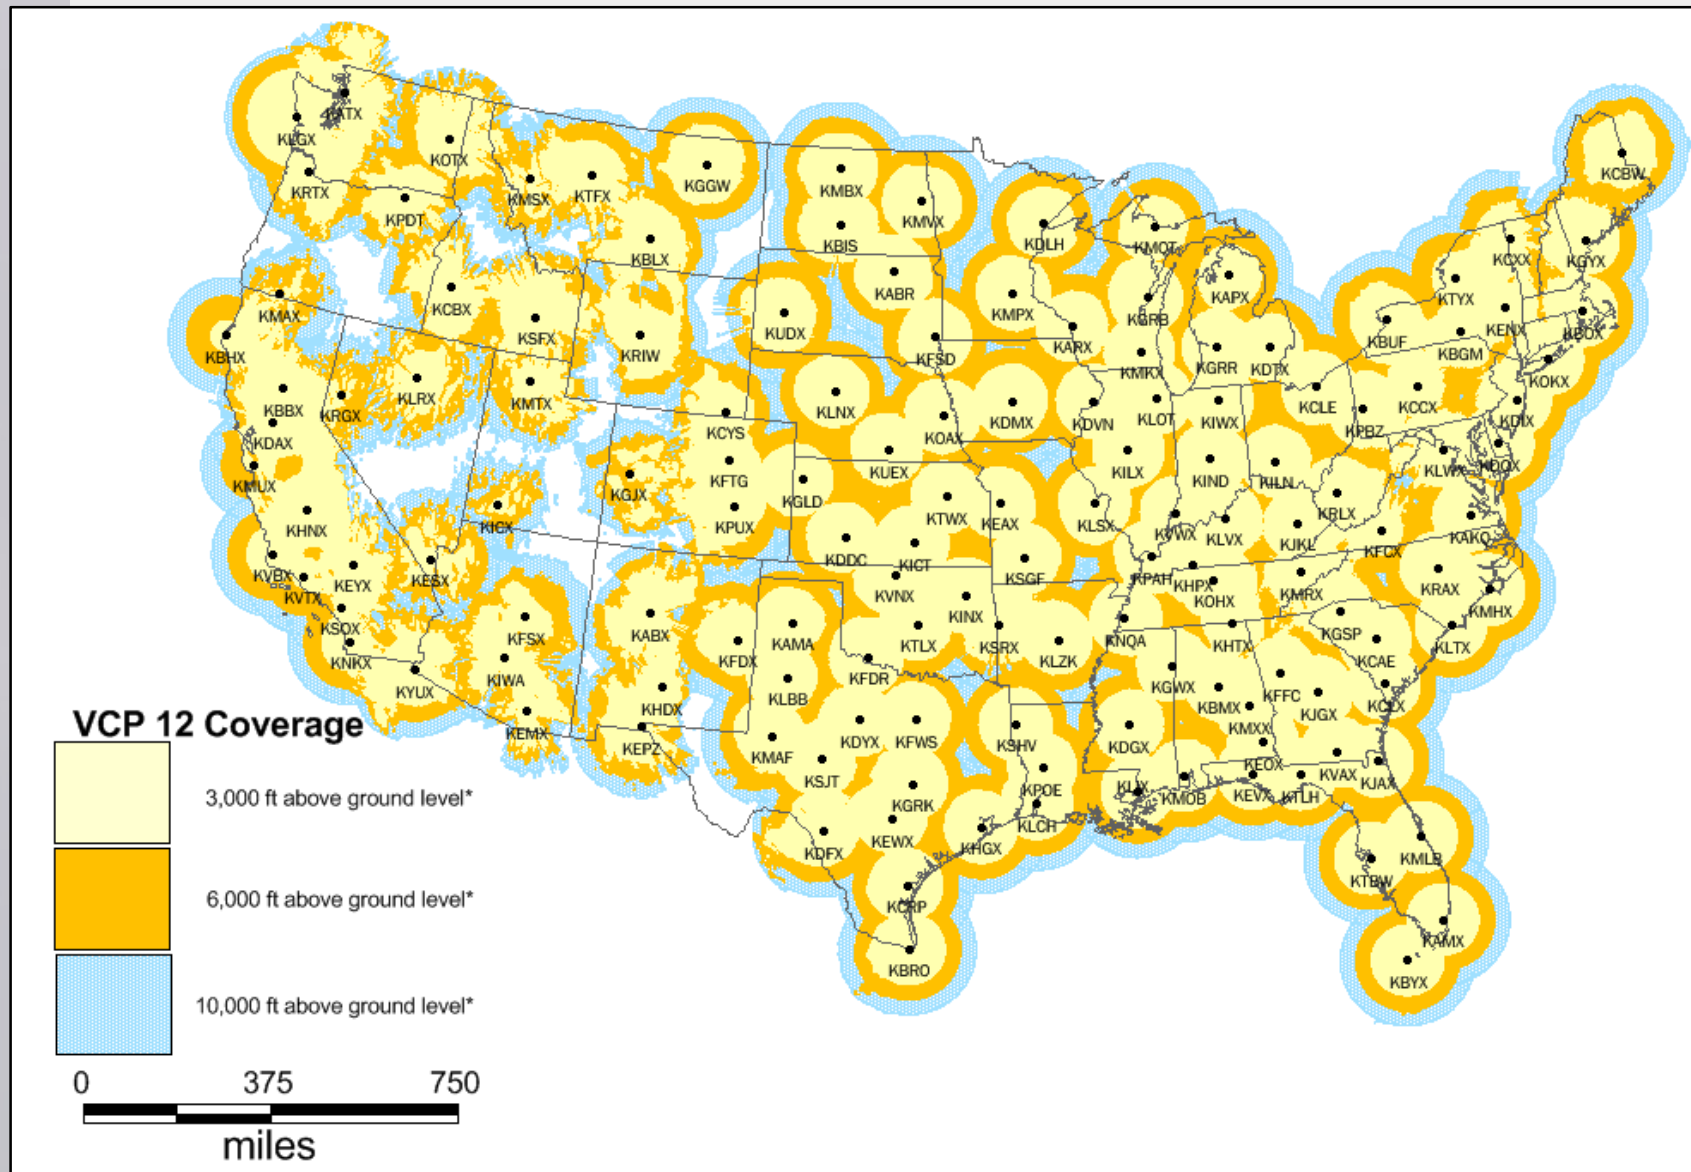 KATX
KLGX
KRTX
KOTX
KPDT
KMSX
KTFX
KGGW
KBLX
KMBX
KMVX
KBIS
KDLH
KMQT
KCBW
KCXX
KGYX
KTYX
KMAX
KBHX
KCBX
KSFX
KRIW
KUDX
KABR
KMPX
KFSD
KARX
KGRB
KAPX
KMKX
KGRR
KDTX
KBUF
KENX
KBOX
KBGM
KOKX
KBBX
KRGX
KLRX
KMTX
KDAX
KMUX
KCYS
KLNX
KOAX
KDMX
KDVN
KLOT
KIWX
KCLE
KPBZ
KCCX
KDIX
KLWX
KDOX
KHNX
KICX
KGJX
KFTG
KPUX
KGLD
KUEX
KTWX
KEAX
KILX
KIND
KILN
KLSX
KRLX
KVBX
KVTX
KEYX
KESX
KDDC
KICT
KSGF
KVWX
KLVX
KJKL
KFCX
KAKQ
KPAH
KHPX
KOHX
KMRX
KRAX
KMHX
KSOX
KNKX
KYUX
KFSX
KIWA
KEMX
KABX
KFDX
KAMA
KVNX
KINX
KTLX
KSRX
KLZK
KNQA
KHTX
KGSP
KCAE
KLTX
KHDX
KEPZ
KLBB
KFDR
KGWX
KBMX
KFFC
KJGX
KCLX
KMXX
KMAF
KDYX
KFWS
KSHV
KDGX
KSJT
KGRK
KPOE
KLIX
KMOB
KEOX
KEVX
KTLH
KVAX
KJAX
KDFX
KEWX
KHGX
KLCH
KCRP
KBRO
KTBW
KMLB
KAMX
KBYX
VCP 12 Coverage
3,000 ft above ground level*
6,000 ft above ground level*
10,000 ft above ground level*
0 375 750
miles